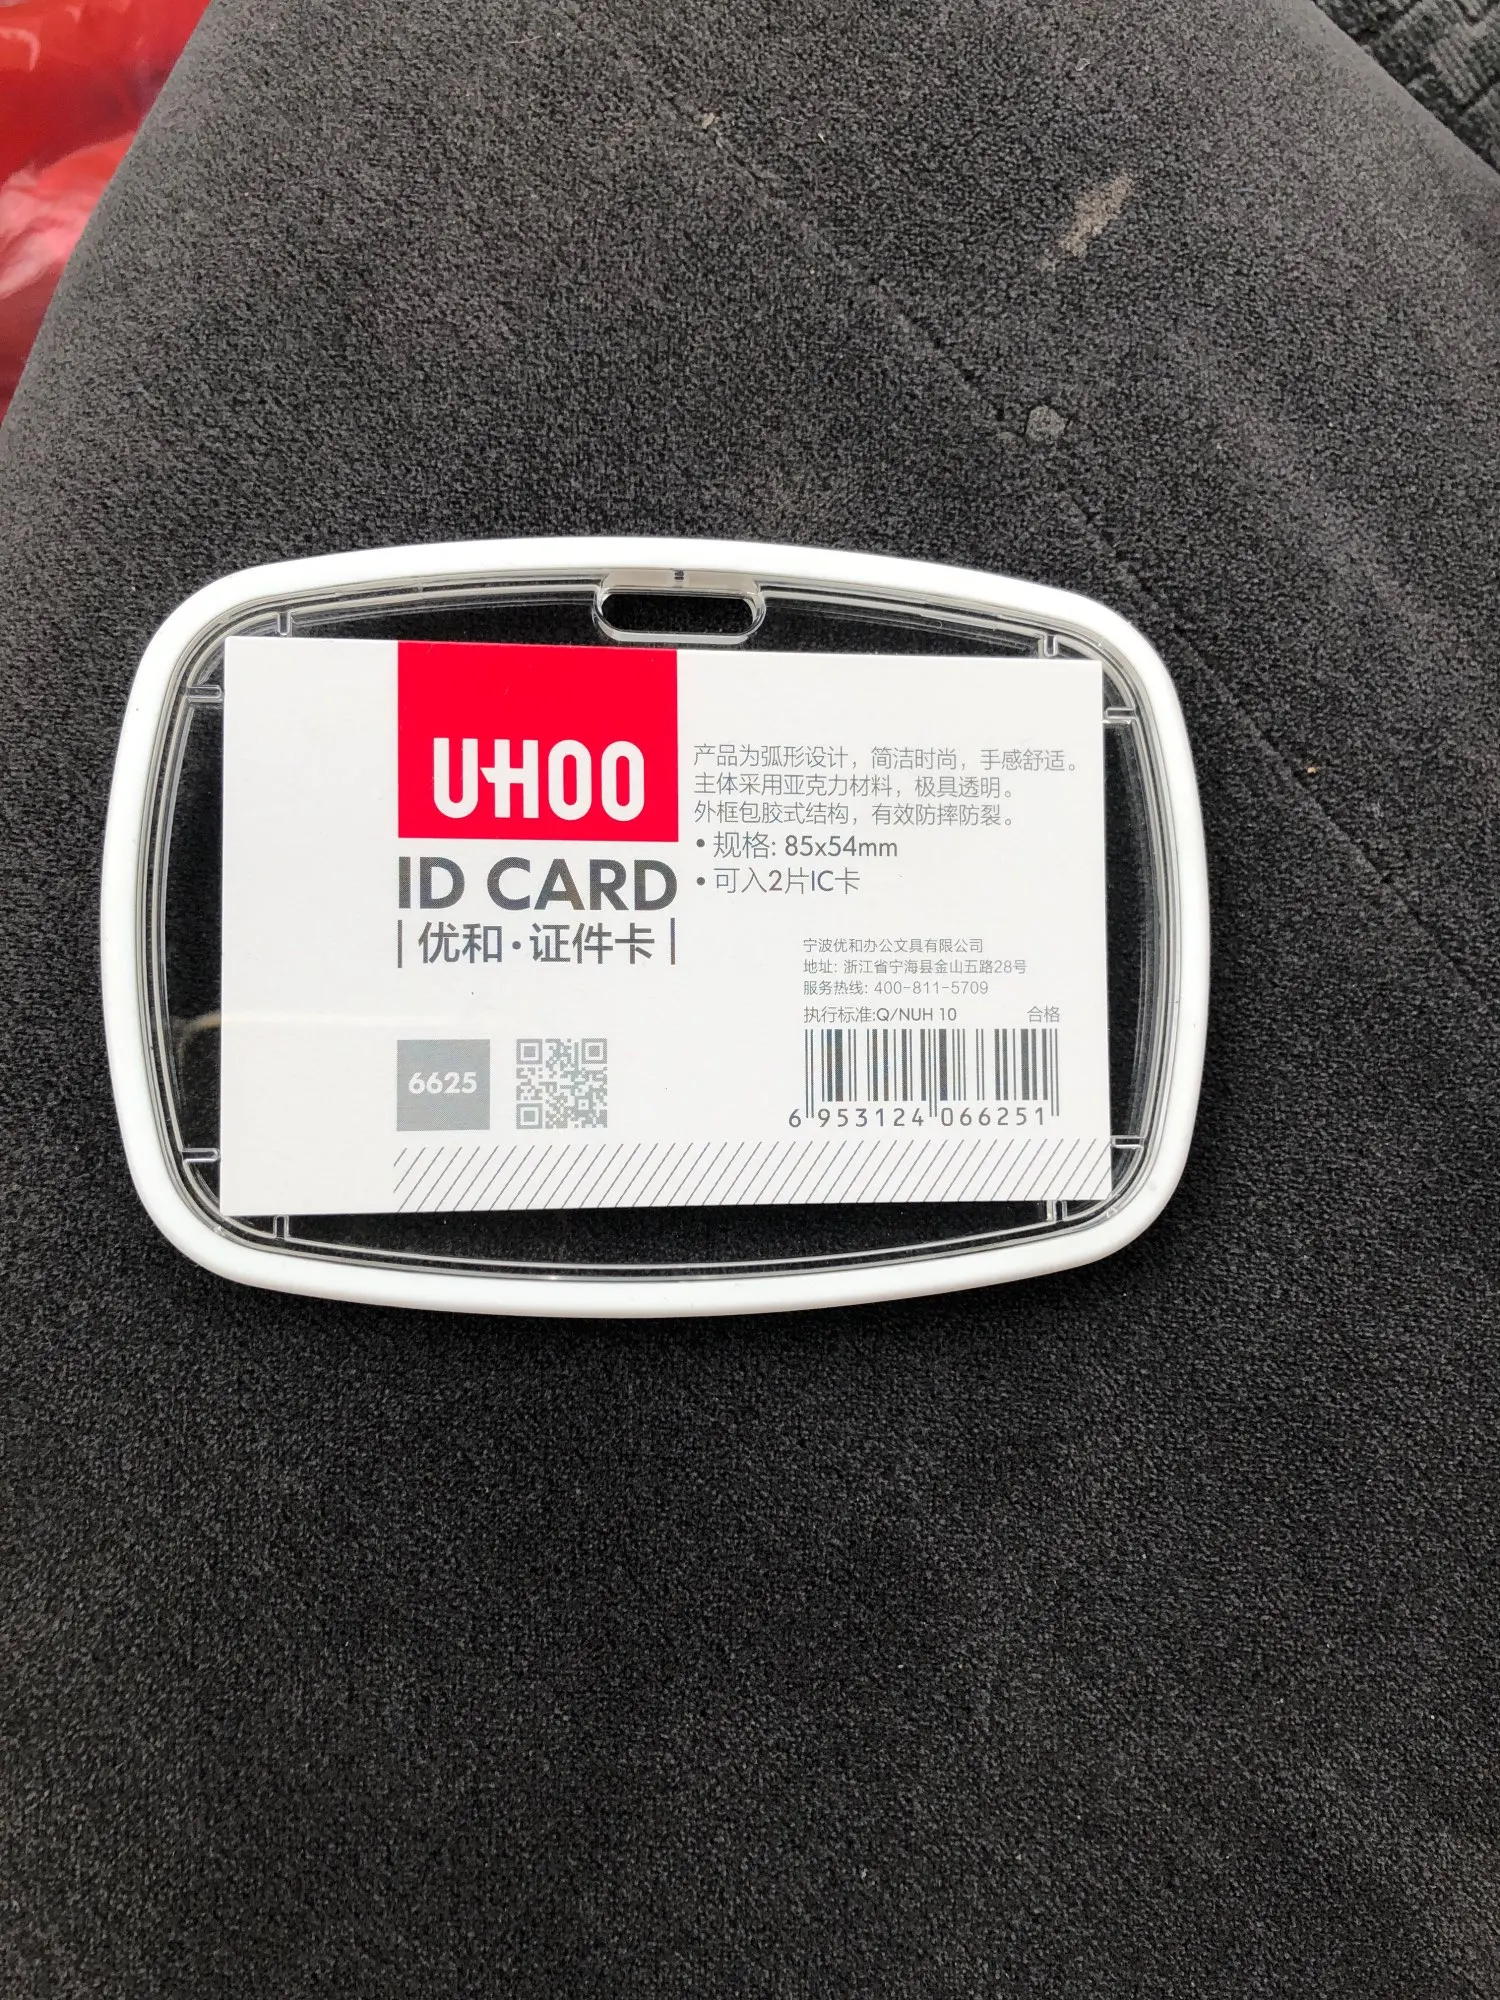 UHOO
ID CARD
优和·证件卡
产品为弧形设计，简洁时尚，手感舒适。
主体采用亚克力材料，极具透明。
外框包胶式结构，有效防摔防裂。
•规格: 85x54mm
•可入2片IC卡
宁波优和办公文具有限公司
地址: 浙江省宁海县金山五路28号
服务热线: 400-811-5709
执行标准:Q/NUH 10 合格
6625
6 953124 066251